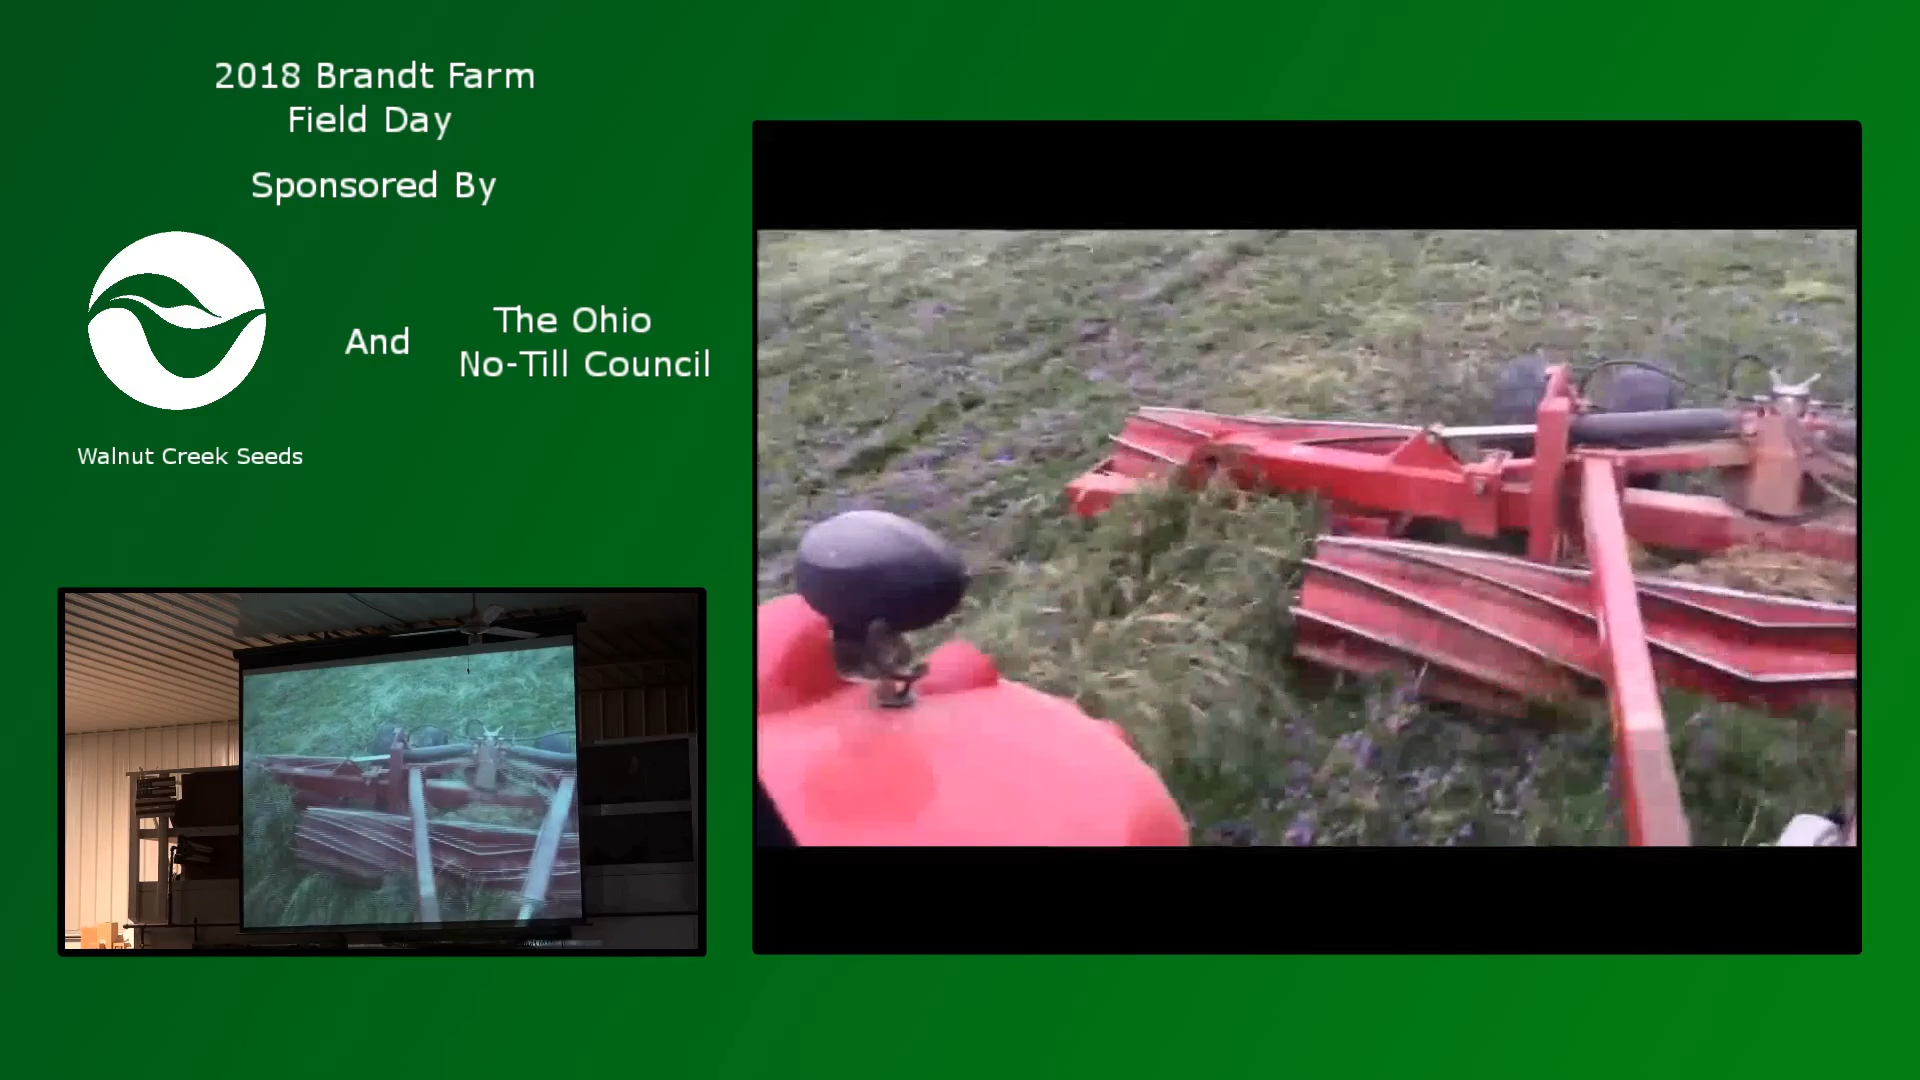 2018 Brandt Farm
Field Day
Sponsored By
And
The Ohio
No-Till Council
Walnut Creek Seeds